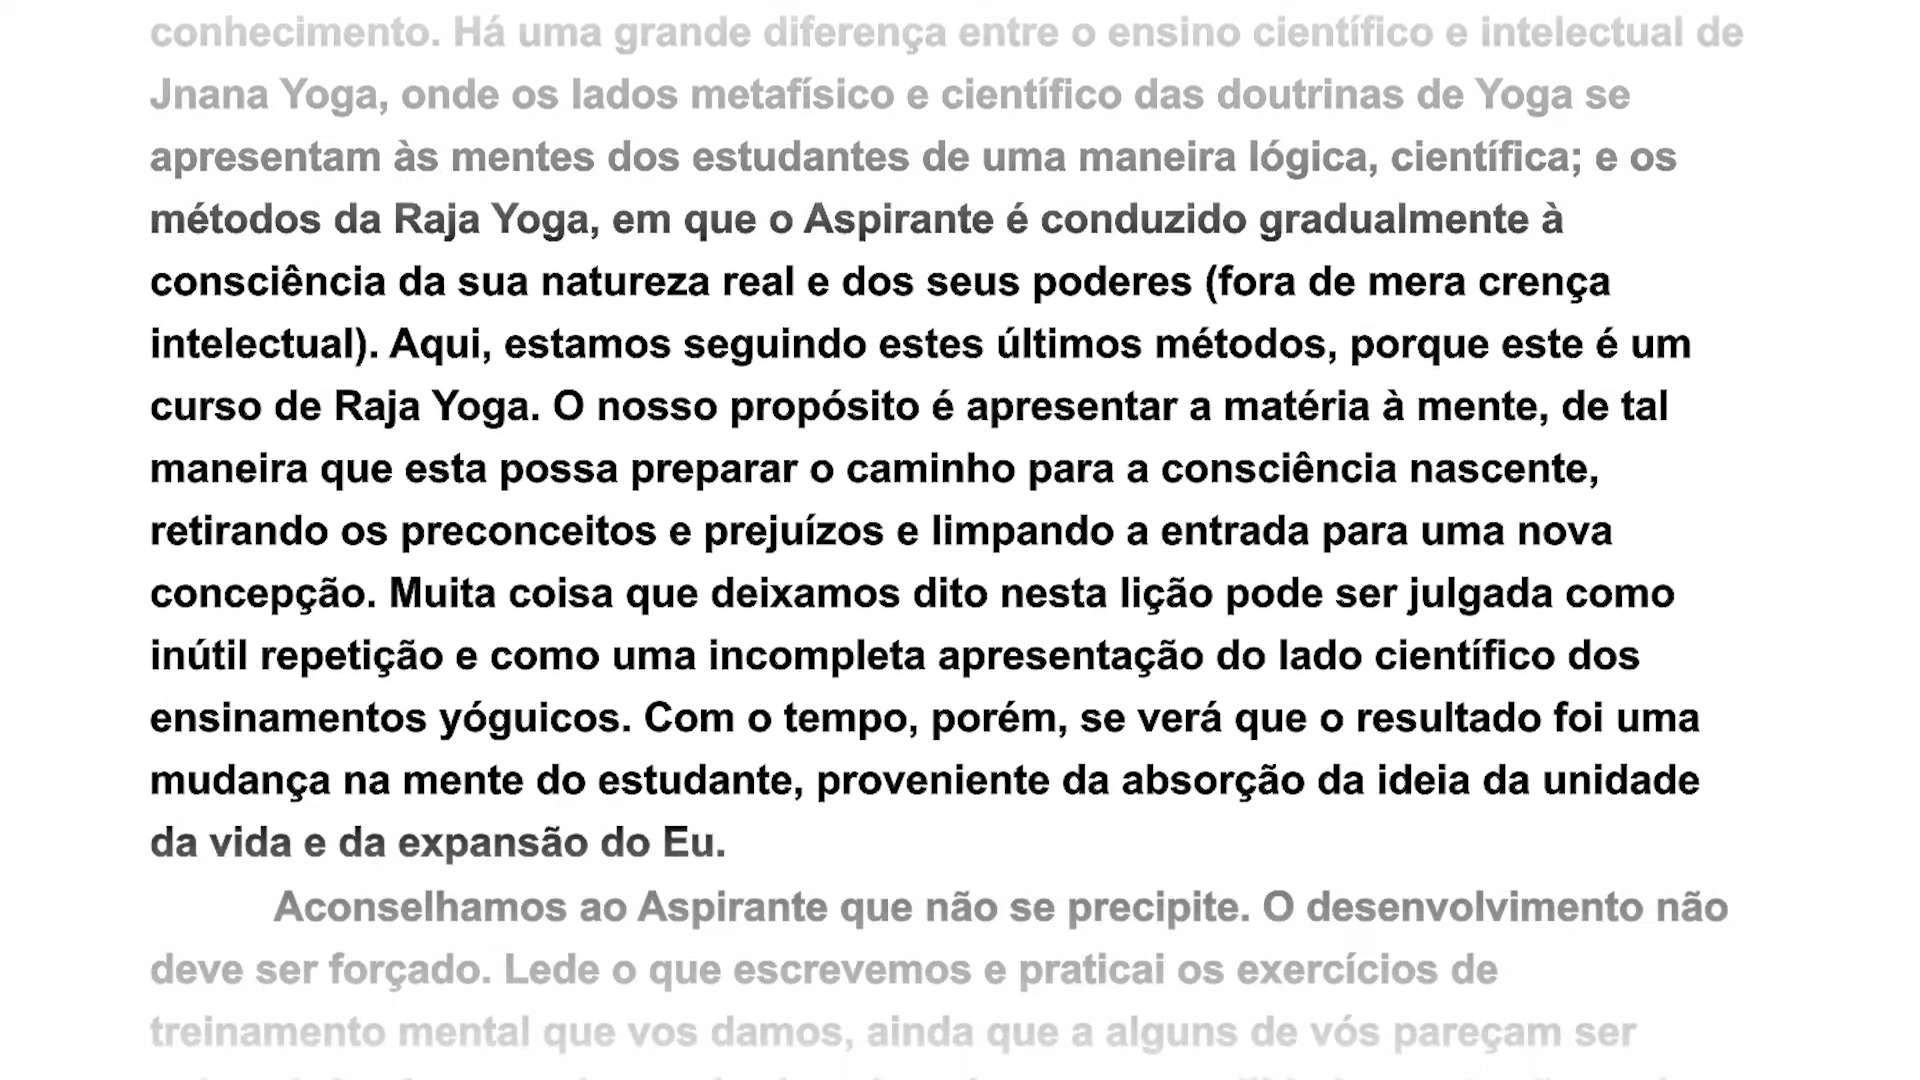 conhecimento. Há uma grande diferença entre o ensino científico e intelectual de
Jnana Yoga, onde os lados metafísico e científico das doutrinas de Yoga se
apresentam às mentes dos estudantes de uma maneira lógica, científica; e os
métodos da Raja Yoga, em que o Aspirante é conduzido gradualmente à
consciência da sua natureza real e dos seus poderes (fora de mera crença
intelectual). Aqui, estamos seguindo estes últimos métodos, porque este é um
curso de Raja Yoga. O nosso propósito é apresentar a matéria à mente, de tal
maneira que esta possa preparar o caminho para a consciência nascente,
retirando os preconceitos e prejuízos e limpando a entrada para uma nova
concepção. Muita coisa que deixamos dito nesta lição pode ser julgada como
inútil repetição e como uma incompleta apresentação do lado científico dos
ensinamentos yóguicos. Com o tempo, porém, se verá que o resultado foi uma
mudança na mente do estudante, proveniente da absorção da ideia da unidade
da vida e da expansão do Eu.
Aconselhamos ao Aspirante que não se precipite. O desenvolvimento não
deve ser forçado. Lede o que escrevemos e praticai os exercícios de
treinamento mental que vos damos, ainda que a alguns de vós pareçam ser